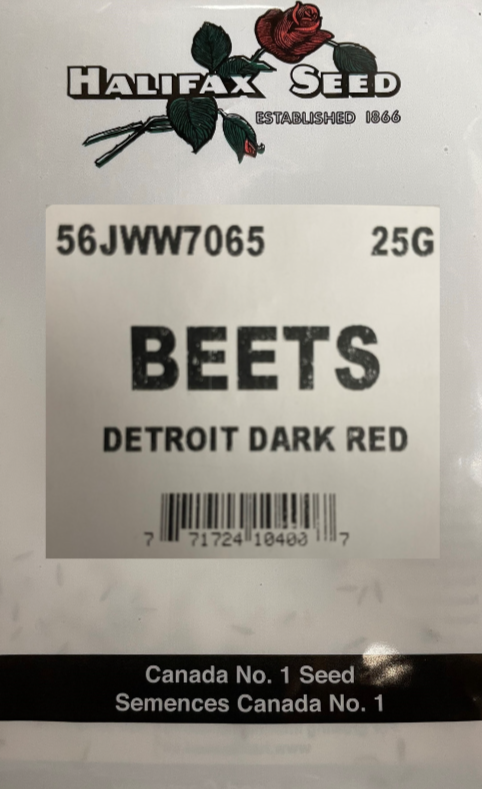 HALIFAX SEED
ESTABLISHED 1866
56JWW7065 25G
BEETS
DETROIT DARK RED
7 71724 10400 7
Canada No. 1 Seed
Semences Canada No. 1